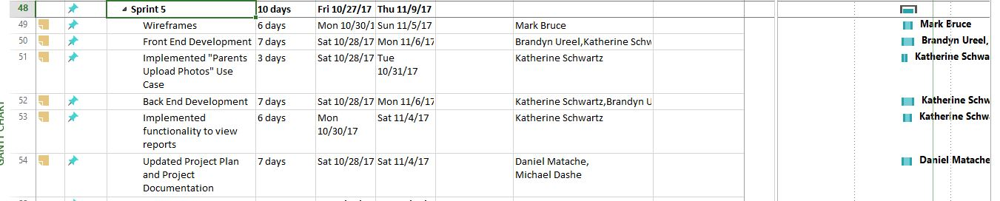 48 Sprint 5 10 days Fri 10/27/17 Thu 11/9/17
49 Wireframes 6 days Mon 10/30/1 Sun 11/5/17 Mark Bruce Mark Bruce
50 Front End Development 7 days Sat 10/28/17 Mon 11/6/17 Brandyn Ureel,Katherine Schw Brandyn Ureel,
51 Implemented "Parents 3 days Sat 10/28/17 Tue Katherine Schwartz Katherine Schwa
Upload Photos" Use 10/31/17
Case
52 Back End Development 7 days Sat 10/28/17 Mon 11/6/17 Katherine Schwartz,Brandyn U Katherine Schw
53 Implemented 6 days Mon Sat 11/4/17 Katherine Schwartz Katherine Schw
functionality to view 10/30/17
reports
54 Updated Project Plan 7 days Sat 10/28/17 Sat 11/4/17 Daniel Matache, Daniel Matache
and Project Michael Dashe
Documentation
GANTT CHART